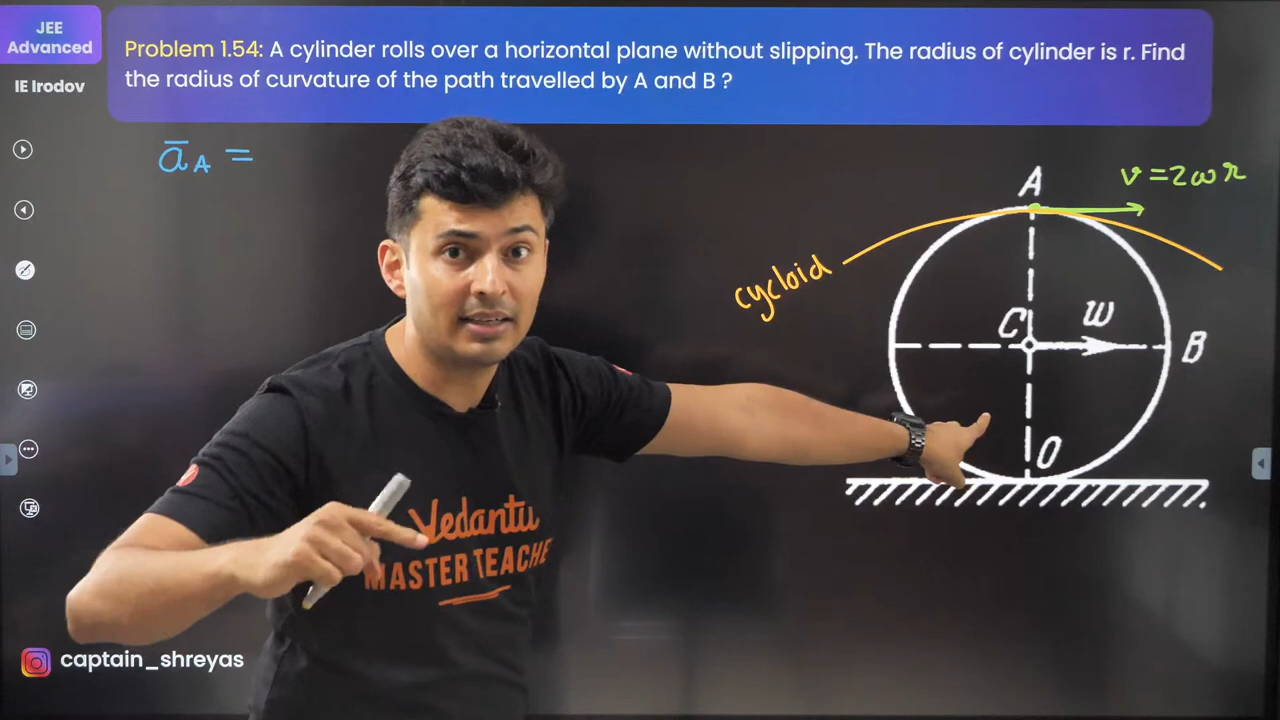 JEE
Advanced
IE Irodov
Problem 1.54: A cylinder rolls over a horizontal plane without slipping. The radius of cylinder is r. Find
the radius of curvature of the path travelled by A and B ?
a̅ A =
A
v = 2ωr
cycloid
C
w
B
O
Vedantu
MASTER TEACHE
captain_shreyas